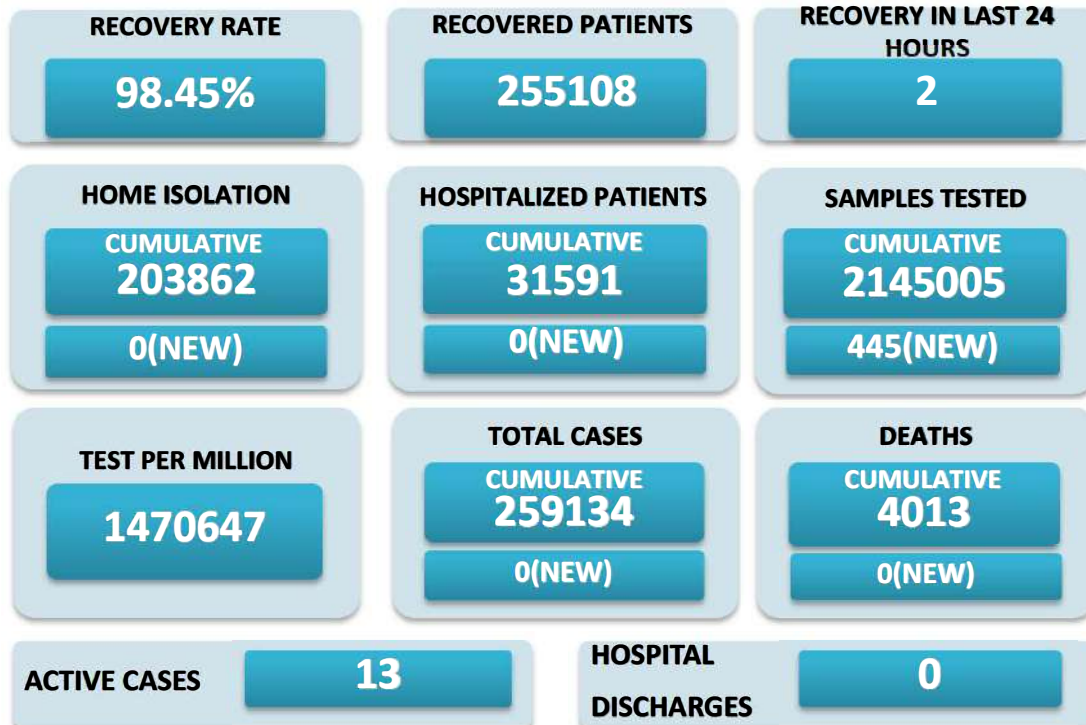 RECOVERY RATE
98.45%
RECOVERED PATIENTS
255108
RECOVERY IN LAST 24
HOURS
2
HOME ISOLATION
CUMULATIVE
203862
0(NEW)
HOSPITALIZED PATIENTS
CUMULATIVE
31591
0(NEW)
SAMPLES TESTED
CUMULATIVE
2145005
445(NEW)
TEST PER MILLION
1470647
TOTAL CASES
CUMULATIVE
259134
0(NEW)
DEATHS
CUMULATIVE
4013
0(NEW)
ACTIVE CASES
13
HOSPITAL
DISCHARGES
0